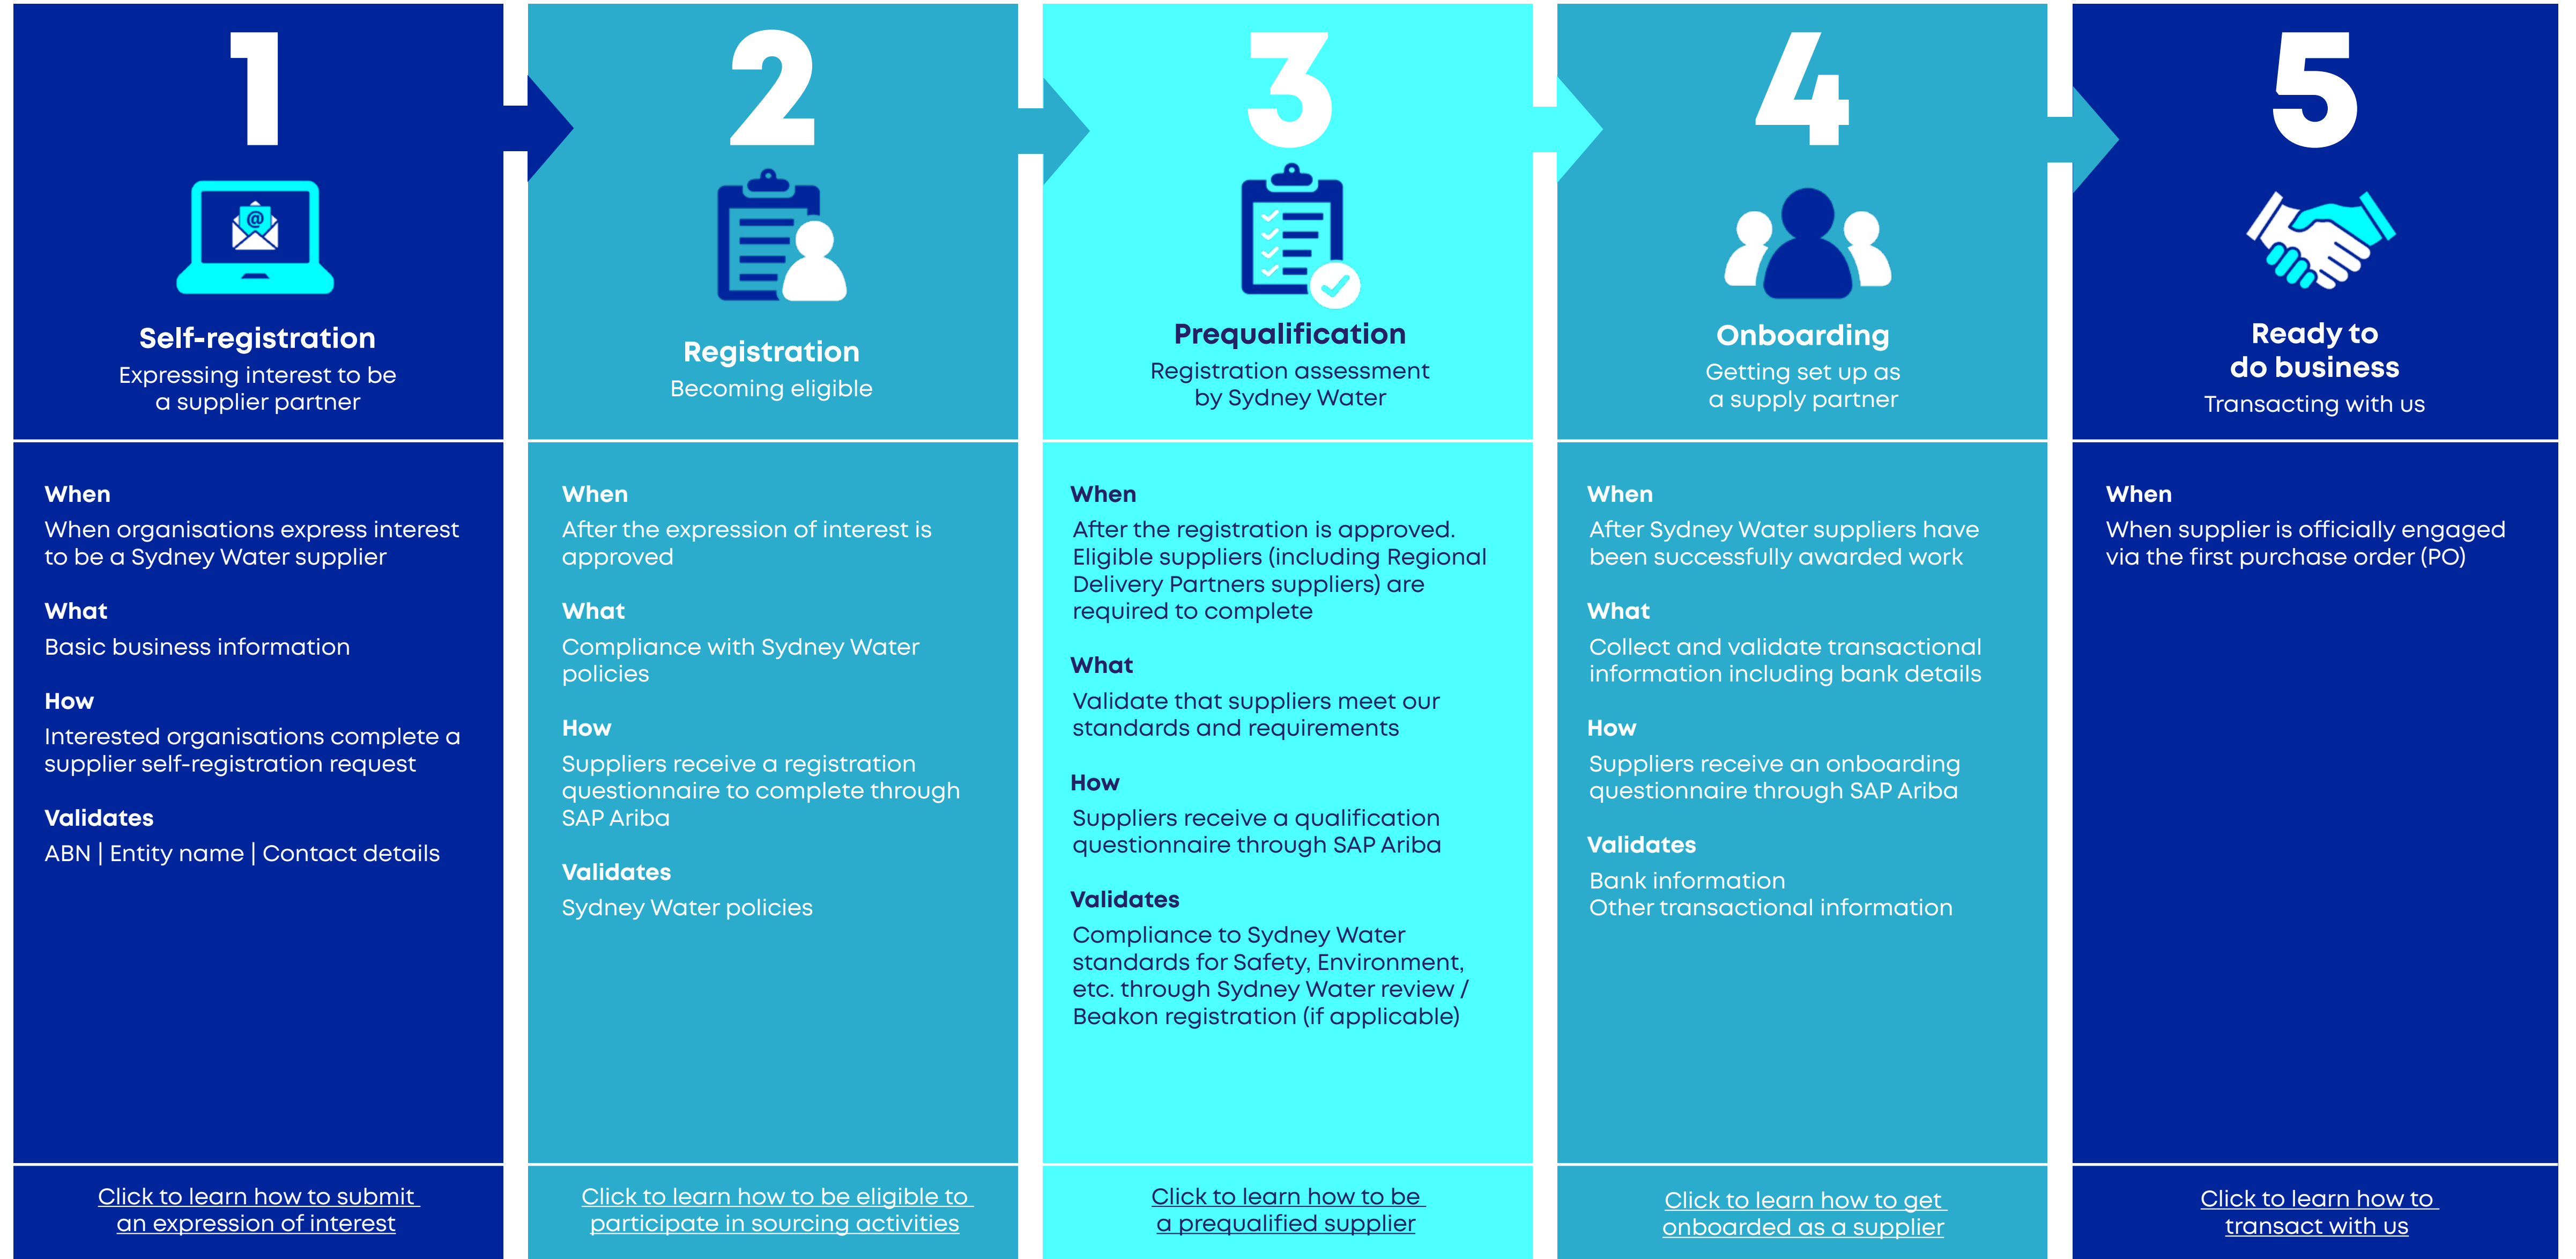 1
@
Self-registration
Expressing interest to be
a supplier partner
When
When organisations express interest
to be a Sydney Water supplier
What
Basic business information
How
Interested organisations complete a
supplier self-registration request
Validates
ABN | Entity name | Contact details
Click to learn how to submit
an expression of interest
2
Registration
Becoming eligible
When
After the expression of interest is
approved
What
Compliance with Sydney Water
policies
How
Suppliers receive a registration
questionnaire to complete through
SAP Ariba
Validates
Sydney Water policies
Click to learn how to be eligible to
participate in sourcing activities
3
Prequalification
Registration assessment
by Sydney Water
When
After the registration is approved.
Eligible suppliers (including Regional
Delivery Partners suppliers) are
required to complete
What
Validate that suppliers meet our
standards and requirements
How
Suppliers receive a qualification
questionnaire through SAP Ariba
Validates
Compliance to Sydney Water
standards for Safety, Environment,
etc. through Sydney Water review /
Beakon registration (if applicable)
Click to learn how to be
a prequalified supplier
4
Onboarding
Getting set up as
a supply partner
When
After Sydney Water suppliers have
been successfully awarded work
What
Collect and validate transactional
information including bank details
How
Suppliers receive an onboarding
questionnaire through SAP Ariba
Validates
Bank information
Other transactional information
Click to learn how to get
onboarded as a supplier
5
Ready to
do business
Transacting with us
When
When supplier is officially engaged
via the first purchase order (PO)
Click to learn how to
transact with us